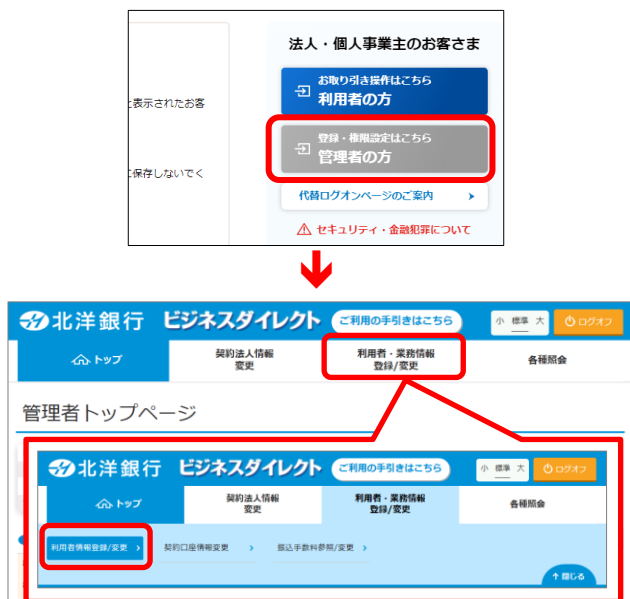 法人・個人事業主のお客さま
お取り引き操作はこちら
利用者の方
と表示されたお客
登録・権限設定はこちら
管理者の方
に保存しないでく
代替ログオンページのご案内
セキュリティ・金融犯罪について
北洋銀行 ビジネスダイレクト ご利用の手引きはこちら 小 標準 大 ログオフ
トップ 契約法人情報 変更 利用者・業務情報 登録/変更 各種照会
管理者トップページ
北洋銀行 ビジネスダイレクト ご利用の手引きはこちら 小 標準 大 ログオフ
トップ 契約法人情報 変更 利用者・業務情報 登録/変更 各種照会
利用者情報登録/変更 契約口座情報変更 振込手数料参照/変更
閉じる